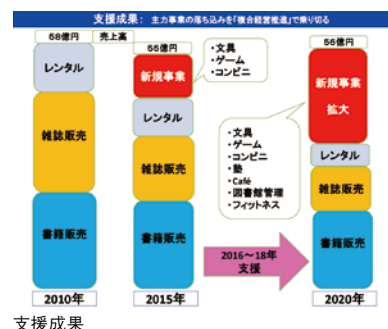 支援成果： 主力事業の落ち込みを｢複合経営推進｣で乗り切る
58億円
売上高
55億円
56億円
レンタル
雑誌販売
書籍販売
新規事業
レンタル
雑誌販売
書籍販売
・文具
・ゲーム
・コンビニ
・文具
・ゲーム
・コンビニ
・塾
・Café
・図書館管理
・フィットネス
新規事業
拡大
レンタル
雑誌販売
書籍販売
2016～18年
支援
2010年
2015年
2020年
支援成果